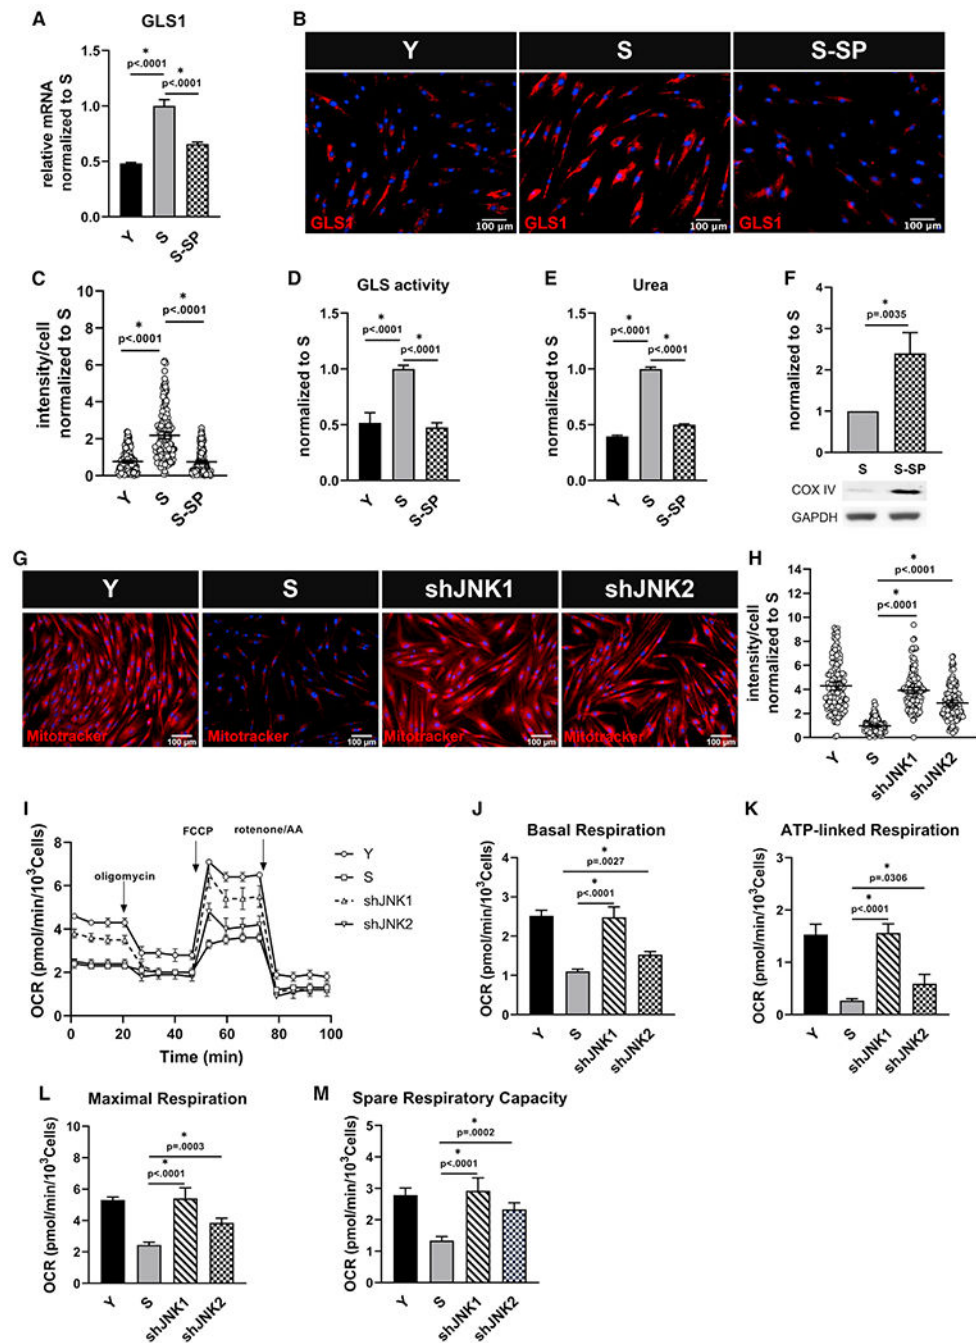 A
GLS1
relative mRNA
normalized to S
1.5
1.0
0.5
0.0
*
p<.0001
*
p<.0001
Y
S
S-SP
B
Y
S
S-SP
GLS1
100 µm
GLS1
100 µm
GLS1
100 µm
C
intensity/cell
normalized to S
10
8
6
4
2
0
*
p<.0001
*
p<.0001
Y
S
S-SP
D
GLS activity
normalized to S
1.5
1.0
0.5
0.0
*
p<.0001
*
p<.0001
Y
S
S-SP
E
Urea
normalized to S
1.5
1.0
0.5
0.0
*
p<.0001
*
p<.0001
Y
S
S-SP
F
normalized to S
4
3
2
1
0
*
p=.0035
S
S-SP
COX IV
GAPDH
G
Y
S
shJNK1
shJNK2
Mitotracker
100 µm
Mitotracker
100 µm
Mitotracker
100 µm
Mitotracker
100 µm
H
intensity/cell
normalized to S
14
12
10
8
6
4
2
0
*
p<.0001
*
p<.0001
Y
S
shJNK1
shJNK2
I
OCR (pmol/min/10³Cells)
8
6
4
2
0
oligomycin
FCCP
rotenone/AA
Y
S
shJNK1
shJNK2
0
20
40
60
80
100
Time (min)
J
Basal Respiration
OCR (pmol/min/10³Cells)
4
3
2
1
0
*
p=.0027
*
p<.0001
Y
S
shJNK1
shJNK2
K
ATP-linked Respiration
OCR (pmol/min/10³Cells)
3
2
1
0
*
p=.0306
*
p<.0001
Y
S
shJNK1
shJNK2
L
Maximal Respiration
OCR (pmol/min/10³Cells)
10
8
6
4
2
0
*
p=.0003
*
p<.0001
Y
S
shJNK1
shJNK2
M
Spare Respiratory Capacity
OCR (pmol/min/10³Cells)
5
4
3
2
1
0
*
p=.0002
*
p<.0001
Y
S
shJNK1
shJNK2